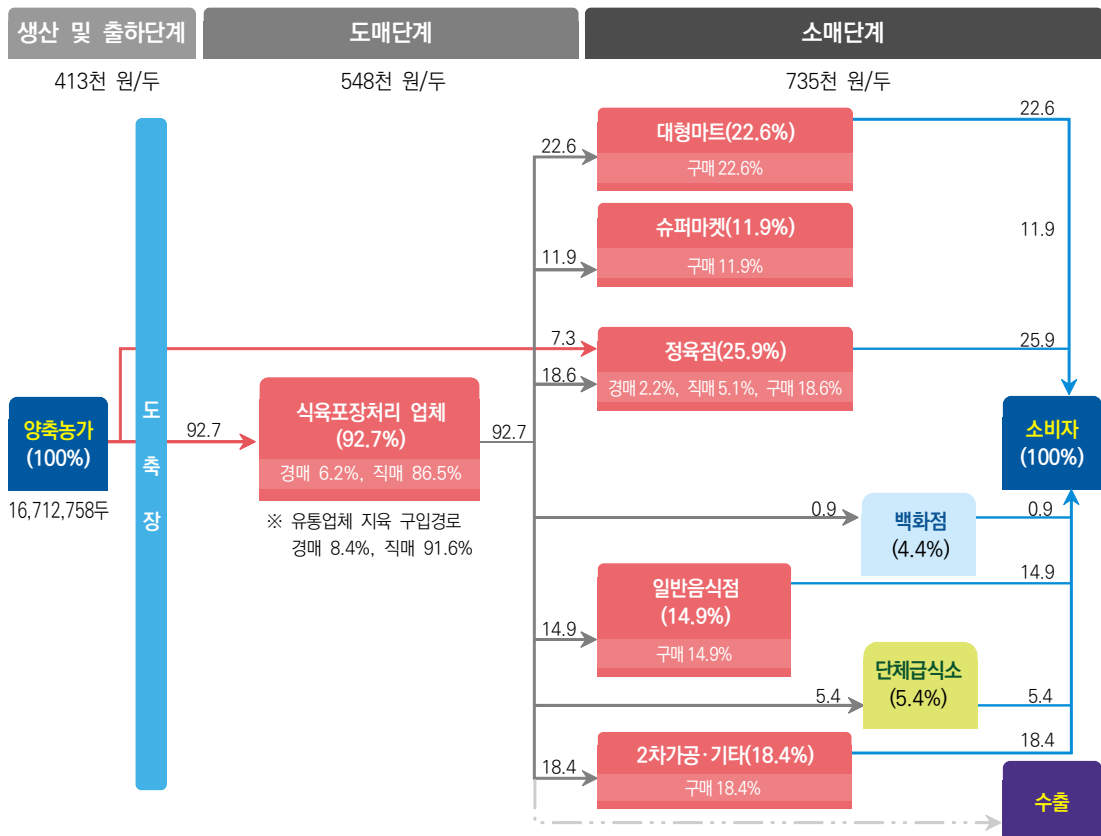 생산 및 출하단계
도매단계
소매단계
413천 원/두
548천 원/두
735천 원/두
대형마트(22.6%)
구매 22.6%
22.6
22.6
슈퍼마켓(11.9%)
구매 11.9%
11.9
11.9
7.3
정육점(25.9%)
경매 2.2%, 직매 5.1%, 구매 18.6%
18.6
25.9
양축농가
(100%)
16,712,758두
도
축
장
92.7
식육포장처리 업체
(92.7%)
경매 6.2%, 직매 86.5%
92.7
※ 유통업체 지육 구입경로
경매 8.4%, 직매 91.6%
소비자
(100%)
0.9
백화점
(4.4%)
0.9
일반음식점
(14.9%)
구매 14.9%
14.9
14.9
5.4
단체급식소
(5.4%)
5.4
2차가공·기타(18.4%)
구매 18.4%
18.4
18.4
수출